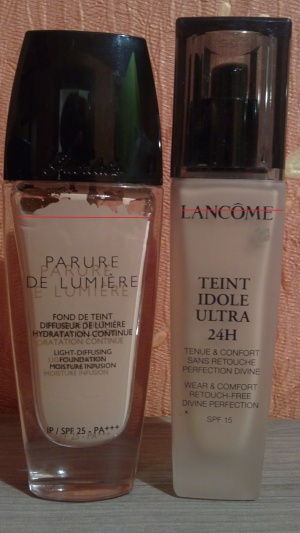 Guerlain
PARURE
DE LUMIÈRE
FOND DE TEINT
DIFFUSEUR DE LUMIÈRE
HYDRATATION CONTINUE
LIGHT-DIFFUSING
FOUNDATION
MOISTURE INFUSION
IP / SPF 25 - PA+++
LANCÔME
TEINT
IDOLE
ULTRA
24H
TENUE & CONFORT
SANS RETOUCHE
PERFECTION DIVINE
WEAR & COMFORT
RETOUCH-FREE
DIVINE PERFECTION
SPF 15